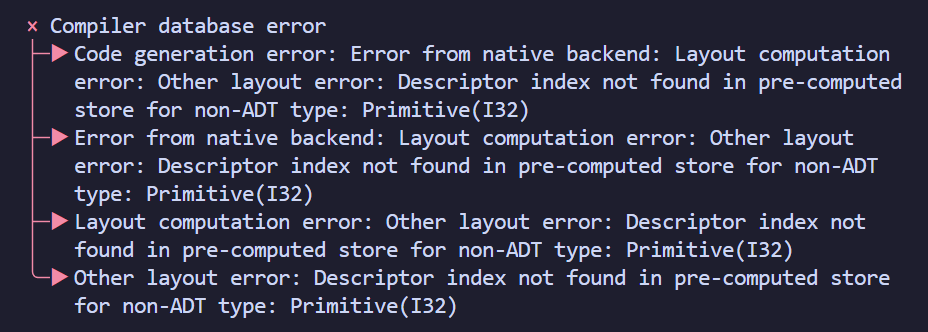 × Compiler database error
Code generation error: Error from native backend: Layout computation
error: Other layout error: Descriptor index not found in pre-computed
store for non-ADT type: Primitive(I32)
Error from native backend: Layout computation error: Other layout
error: Descriptor index not found in pre-computed store for non-ADT
type: Primitive(I32)
Layout computation error: Other layout error: Descriptor index not
found in pre-computed store for non-ADT type: Primitive(I32)
Other layout error: Descriptor index not found in pre-computed store
for non-ADT type: Primitive(I32)